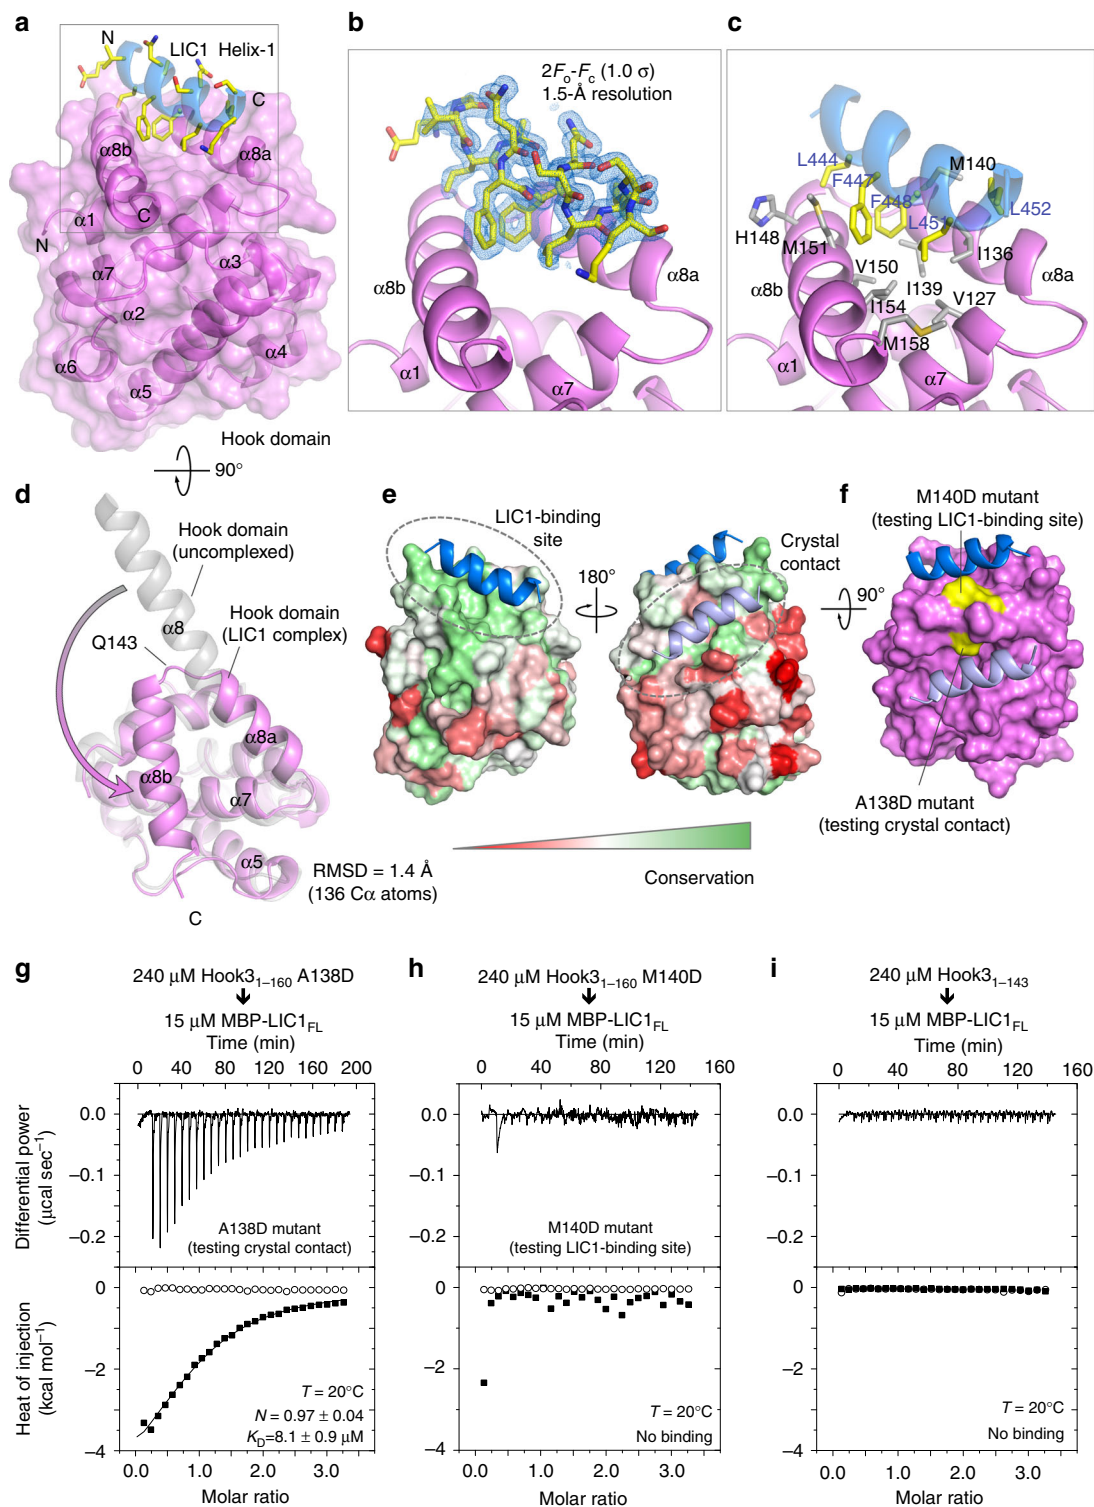 a
N
LIC1 Helix-1
C
α8b
α8a
α1
C
N
α7
α3
α2
α6
α4
α5
Hook domain
90°
b
2Fo-Fc (1.0 σ)
1.5-Å resolution
α8b
α8a
α1
α7
c
L444
F447
M140
F448
L451
L452
H148
M151
I136
V150
I139
α8a
α8b
I154
V127
M158
α1
α7
d
Hook domain
(uncomplexed)
α8
Hook domain
(LIC1 complex)
Q143
α8a
α8b
α7
α5
RMSD = 1.4 Å
(136 Cα atoms)
C
e
LIC1-binding
site
180°
Crystal
contact
90°
Conservation
f
M140D mutant
(testing LIC1-binding site)
A138D mutant
(testing crystal contact)
g
240 μM Hook3₁₋₁₆₀ A138D
15 μM MBP-LIC1FL
Time (min)
0 40 80 120 160 200
Differential power
(μcal sec⁻¹)
0.0
–0.1
–0.2
A138D mutant
(testing crystal contact)
Heat of injection
(kcal mol⁻¹)
0
–2
–4
T = 20°C
N = 0.97 ± 0.04
KD=8.1 ± 0.9 μM
0.0 1.0 2.0 3.0
Molar ratio
h
240 μM Hook3₁₋₁₆₀ M140D
15 μM MBP-LIC1FL
Time (min)
0 40 80 120 160
0.0
–0.1
–0.2
M140D mutant
(testing LIC1-binding site)
0
–2
–4
T = 20°C
No binding
0.0 1.0 2.0 3.0
Molar ratio
i
240 μM Hook3₁₋₁₄₃
15 μM MBP-LIC1FL
Time (min)
0 40 80 120 160
0.0
–0.1
–0.2
0
–2
–4
T = 20°C
No binding
0.0 1.0 2.0 3.0
Molar ratio